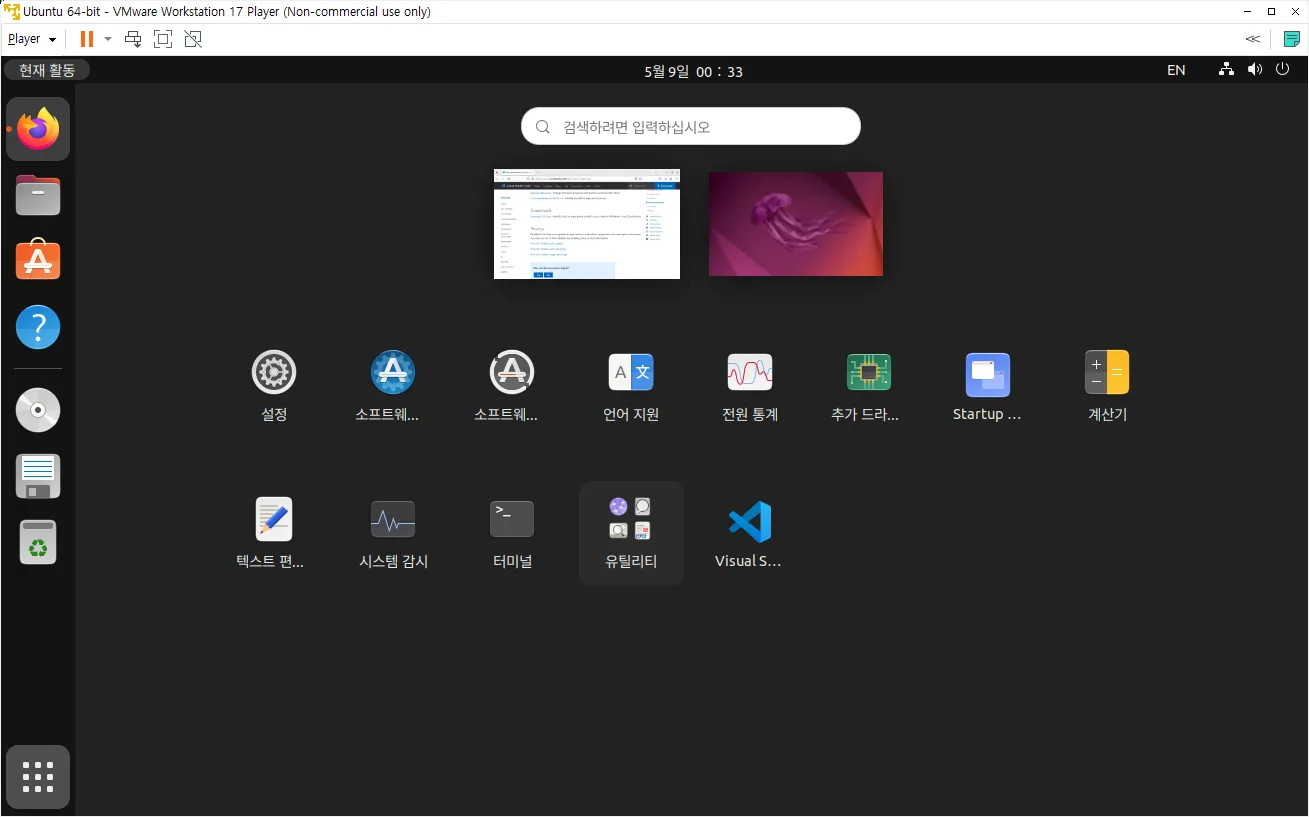 Ubuntu 64-bit - VMware Workstation 17 Player (Non-commercial use only)
Player
현재 활동
5월 9일 00 : 33
EN
검색하려면 입력하십시오
설정
소프트웨...
소프트웨...
언어 지원
전원 통계
추가 드라...
Startup ...
계산기
텍스트 편...
시스템 감시
터미널
유틸리티
Visual S...